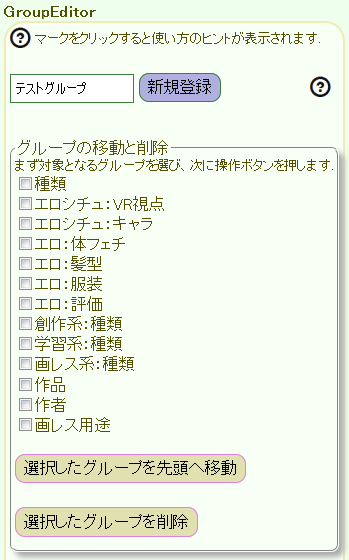 GroupEditor
? マークをクリックすると使い方のヒントが表示されます.
テストグループ 新規登録 ?
グループの移動と削除
まず対象となるグループを選び、次に操作ボタンを押します.
種類
エロシチュ:VR視点
エロシチュ:キャラ
エロ:体フェチ
エロ:髪型
エロ:服装
エロ:評価
創作系:種類
学習系:種類
画レス系:種類
作品
作者
画レス用途
選択したグループを先頭へ移動
選択したグループを削除